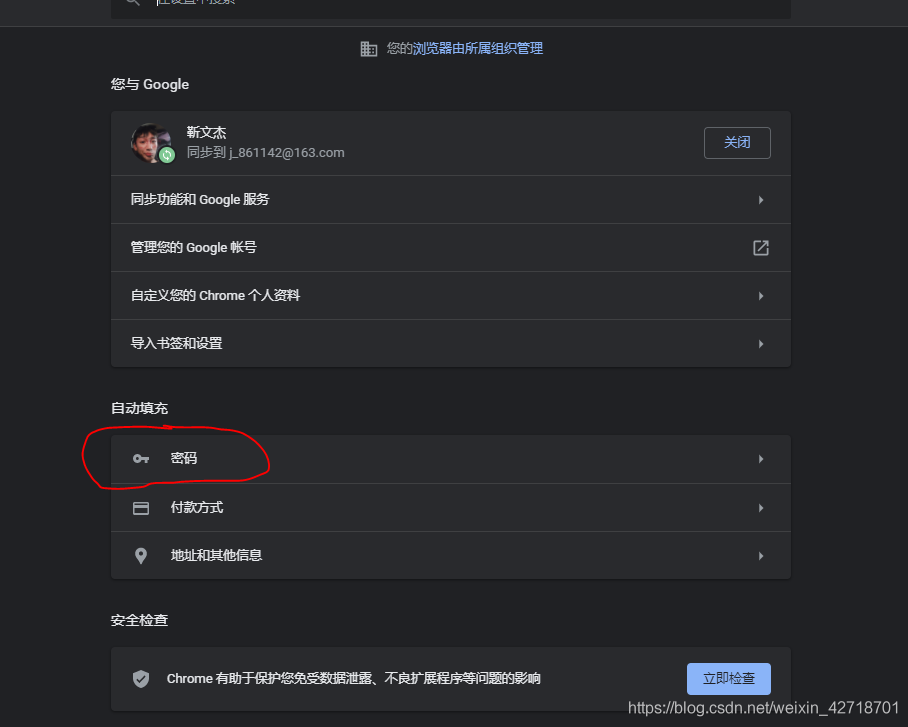 您的浏览器由所属组织管理
您与 Google
靳文杰
同步到 j_861142@163.com
关闭
同步功能和 Google 服务
管理您的 Google 帐号
自定义您的 Chrome 个人资料
导入书签和设置
自动填充
密码
付款方式
地址和其他信息
安全检查
Chrome 有助于保护您免受数据泄露、不良扩展程序等问题的影响
立即检查
https://blog.csdn.net/weixin_42718701